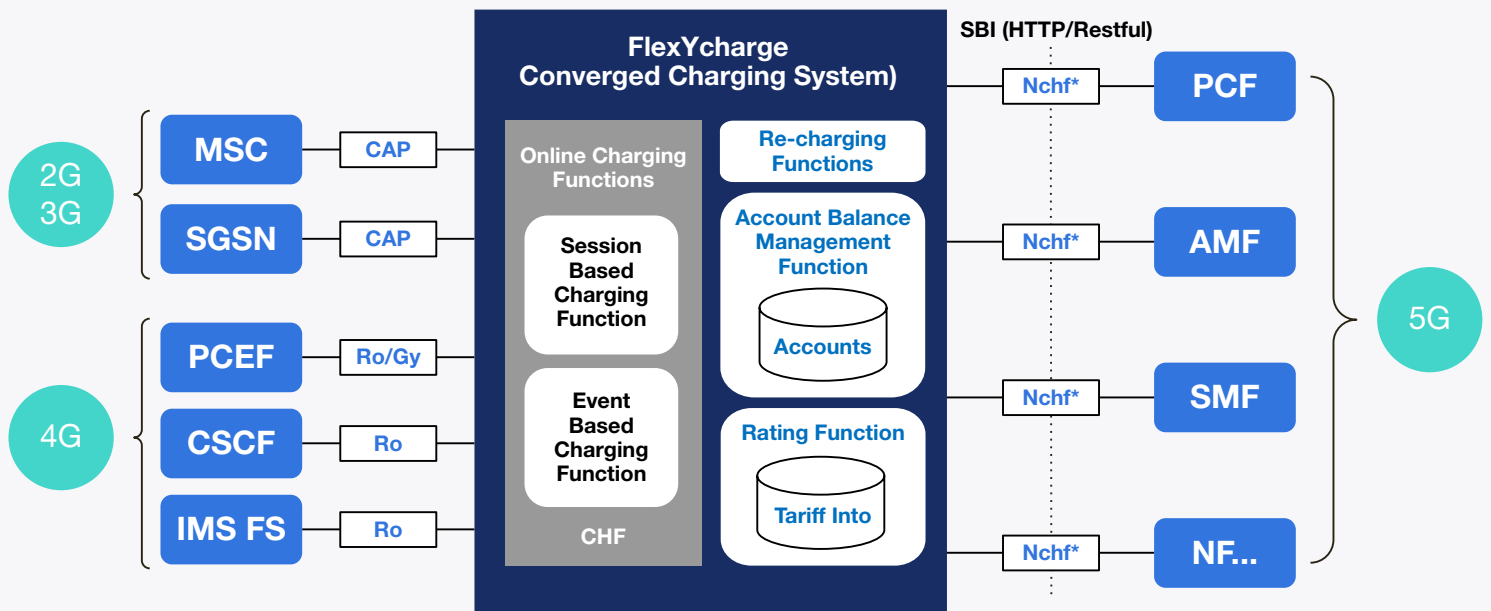 2G
3G
MSC
CAP
SGSN
CAP
4G
PCEF
Ro/Gy
CSCF
Ro
IMS FS
Ro
FlexYcharge
Converged Charging System)
Online Charging
Functions
Session
Based
Charging
Function
Event
Based
Charging
Function
CHF
Re-charging
Functions
Account Balance
Management
Function
Accounts
Rating Function
Tariff Into
SBI (HTTP/Restful)
Nchf*
PCF
Nchf*
AMF
Nchf*
SMF
Nchf*
NF...
5G